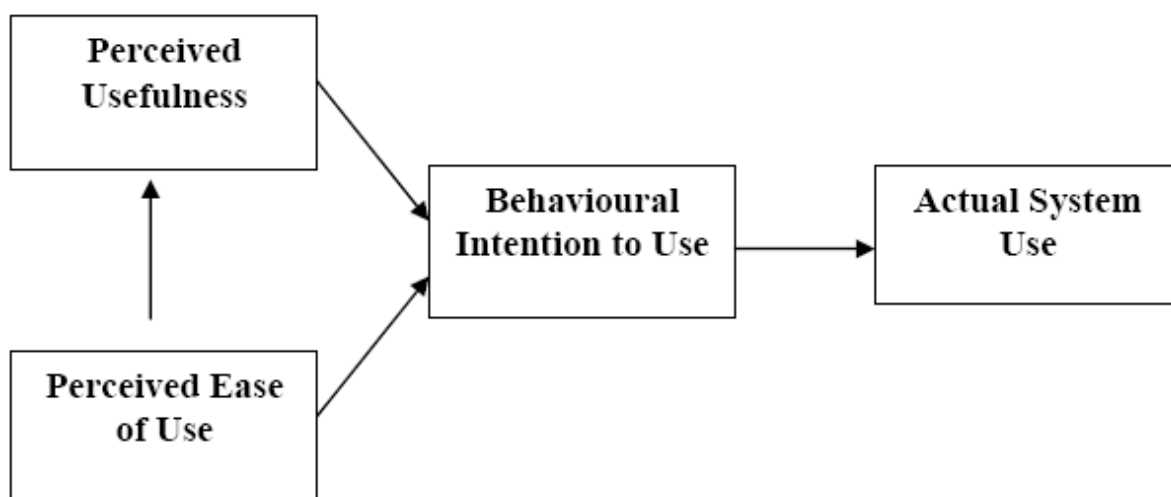 Perceived
Usefulness
Behavioural
Intention to Use
Actual System
Use
Perceived Ease
of Use